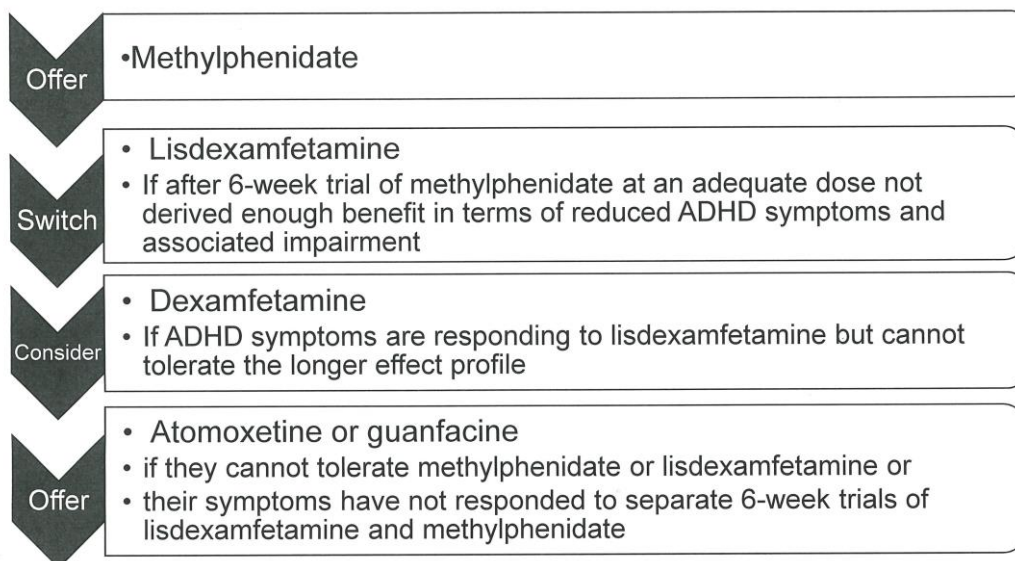 Offer
•Methylphenidate
Switch
• Lisdexamfetamine
• If after 6-week trial of methylphenidate at an adequate dose not
derived enough benefit in terms of reduced ADHD symptoms and
associated impairment
Consider
• Dexamfetamine
• If ADHD symptoms are responding to lisdexamfetamine but cannot
tolerate the longer effect profile
Offer
• Atomoxetine or guanfacine
• if they cannot tolerate methylphenidate or lisdexamfetamine or
• their symptoms have not responded to separate 6-week trials of
lisdexamfetamine and methylphenidate